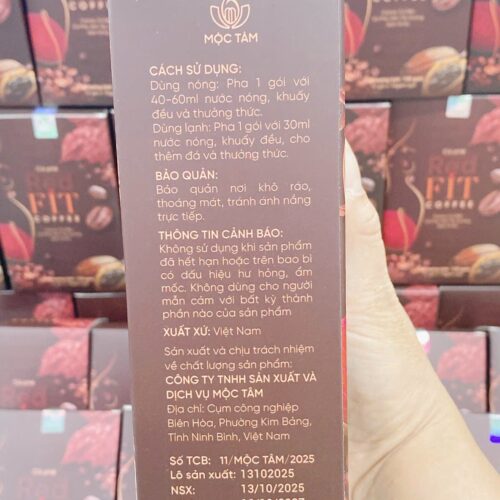 MỘC TÂM
CÁCH SỬ DỤNG:
Dùng nóng: Pha 1 gói với
40-60ml nước nóng, khuấy
đều và thưởng thức.
Dùng lạnh: Pha 1 gói với 30ml
nước nóng, khuấy đều, cho
thêm đá và thưởng thức.
BẢO QUẢN:
Bảo quản nơi khô ráo,
thoáng mát, tránh ánh nắng
trực tiếp.
THÔNG TIN CẢNH BÁO:
Không sử dụng khi sản phẩm
đã hết hạn hoặc trên bao bì
có dấu hiệu hư hỏng, ẩm
mốc. Không dùng cho người
mẫn cảm với bất kỳ thành
phần nào của sản phẩm
XUẤT XỨ: Việt Nam
Sản xuất và chịu trách nhiệm
về chất lượng sản phẩm:
CÔNG TY TNHH SẢN XUẤT VÀ
DỊCH VỤ MỘC TÂM
Địa chỉ: Cụm công nghiệp
Biên Hòa, Phường Kim Bảng,
Tỉnh Ninh Bình, Việt Nam
Số TCB: 11/MỘC TÂM/2025
Lô sản xuất: 13102025
NSX: 13/10/2025
Red
FIT
COFFEE